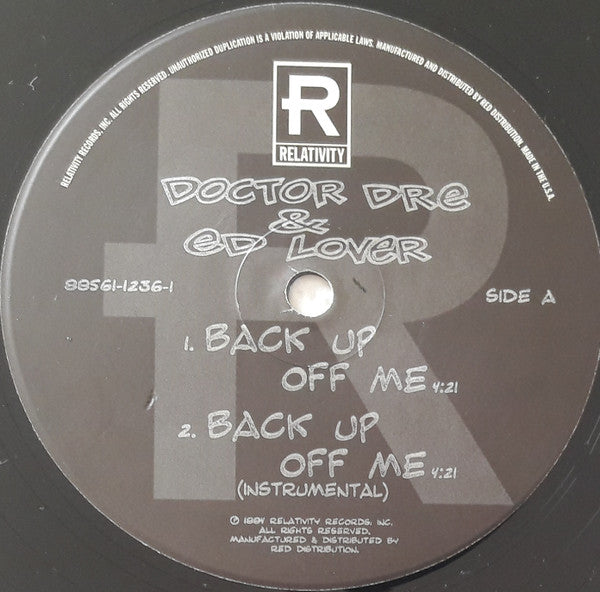 RELATIVITY RECORDS, INC. ALL RIGHTS RESERVED. UNAUTHORIZED DUPLICATION IS A VIOLATION OF APPLICABLE LAWS. MANUFACTURED AND DISTRIBUTED BY RED DISTRIBUTION. MADE IN THE U.S.A.
R
RELATIVITY
DOCTOR DRE
&
ED LOVER
88561-1236-1
SIDE A
1. BACK UP
OFF ME 4:21
2. BACK UP
OFF ME 4:21
(INSTRUMENTAL)
℗ 1994 RELATIVITY RECORDS, INC.
ALL RIGHTS RESERVED.
MANUFACTURED & DISTRIBUTED BY
RED DISTRIBUTION.